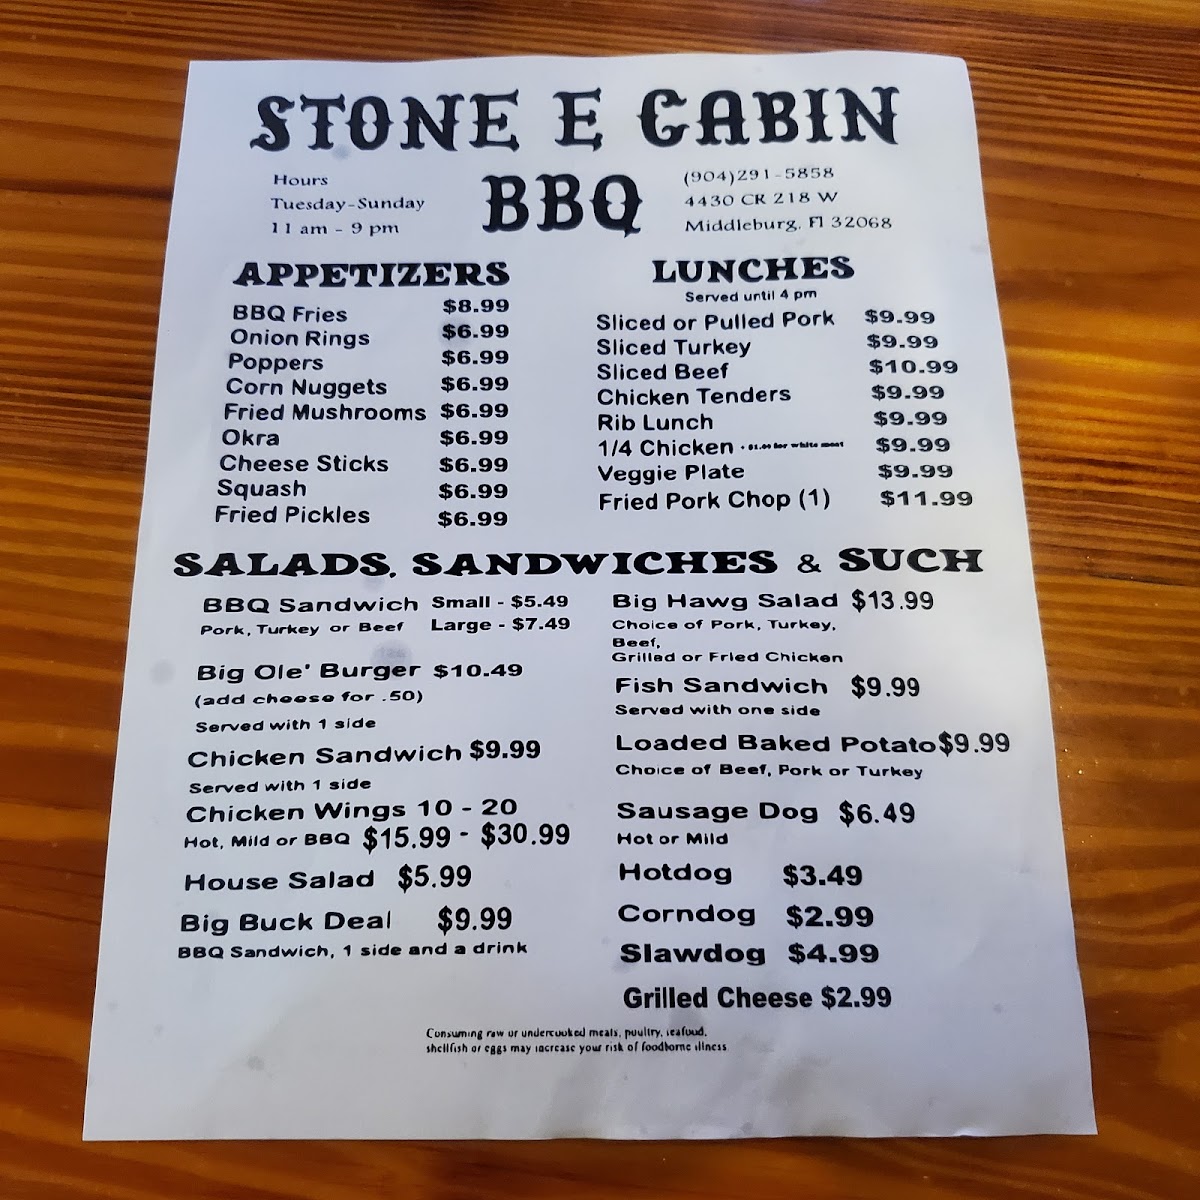 STONE E CABIN
BBQ
Hours
Tuesday-Sunday
11 am - 9 pm
(904)291-5858
4430 CR 218 W
Middleburg, Fl 32068
APPETIZERS
BBQ Fries $8.99
Onion Rings $6.99
Poppers $6.99
Corn Nuggets $6.99
Fried Mushrooms $6.99
Okra $6.99
Cheese Sticks $6.99
Squash $6.99
Fried Pickles $6.99
LUNCHES
Served until 4 pm
Sliced or Pulled Pork $9.99
Sliced Turkey $9.99
Sliced Beef $10.99
Chicken Tenders $9.99
Rib Lunch $9.99
1/4 Chicken - for white meat $9.99
Veggie Plate $9.99
Fried Pork Chop (1) $11.99
SALADS, SANDWICHES & SUCH
BBQ Sandwich Small - $5.49
Pork, Turkey or Beef Large - $7.49
Big Ole' Burger $10.49
(add cheese for .50)
Served with 1 side
Chicken Sandwich $9.99
Served with 1 side
Chicken Wings 10 - 20
Hot, Mild or BBQ $15.99 - $30.99
House Salad $5.99
Big Buck Deal $9.99
BBQ Sandwich, 1 side and a drink
Big Hawg Salad $13.99
Choice of Pork, Turkey,
Beef,
Grilled or Fried Chicken
Fish Sandwich $9.99
Served with one side
Loaded Baked Potato $9.99
Choice of Beef, Pork or Turkey
Sausage Dog $6.49
Hot or Mild
Hotdog $3.49
Corndog $2.99
Slawdog $4.99
Grilled Cheese $2.99
Consuming raw or undercooked meats, poultry, seafood,
shellfish or eggs may increase your risk of foodborne illness